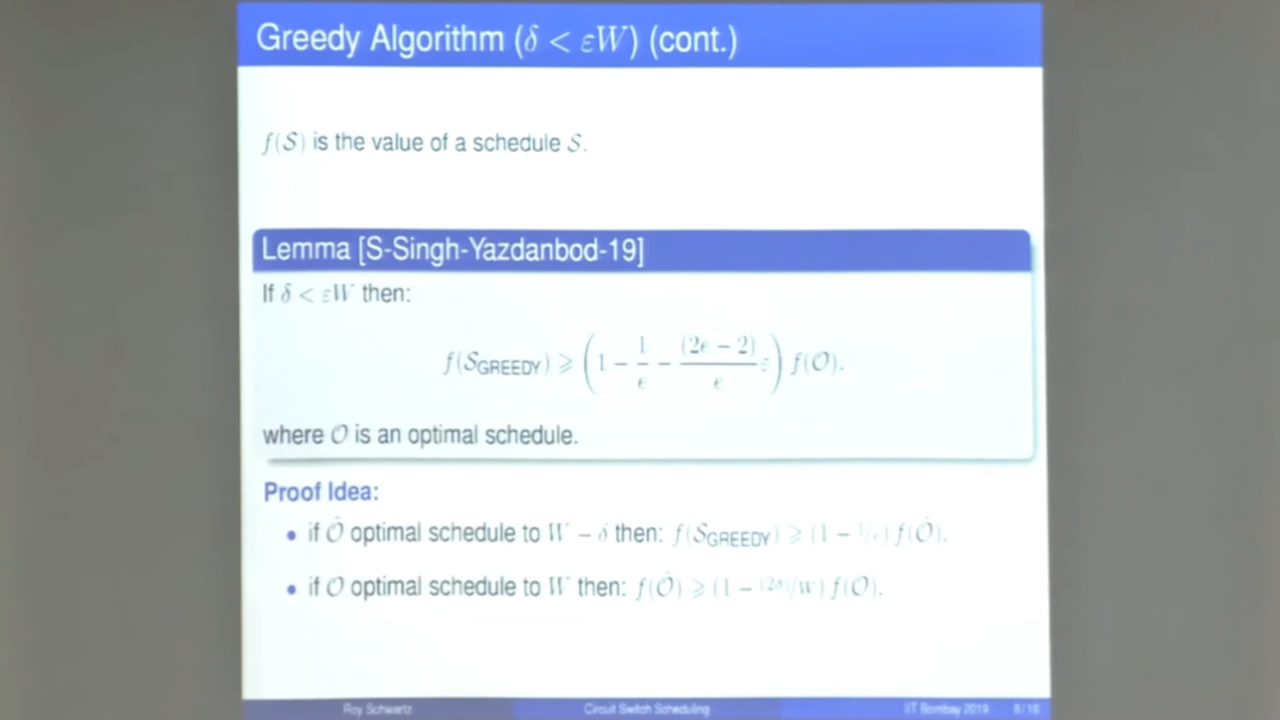 Greedy Algorithm (δ < εW) (cont.)
f(S) is the value of a schedule S.
Lemma [S-Singh-Yazdanbod-19]
If δ < εW then:
f(S_GREEDY) ⩾ (1 − 1/e − (2e − 2)/e ε) f(O).
where O is an optimal schedule.
Proof Idea:
• if Õ optimal schedule to W − δ then: f(S_GREEDY) ⩾ (1 − 1/e) f(Õ).
• if O optimal schedule to W then: f(Õ) ⩾ (1 − (2δ)/W) f(O).
Roy Schwartz Circuit Switch Scheduling IIT Bombay 2019 8/16